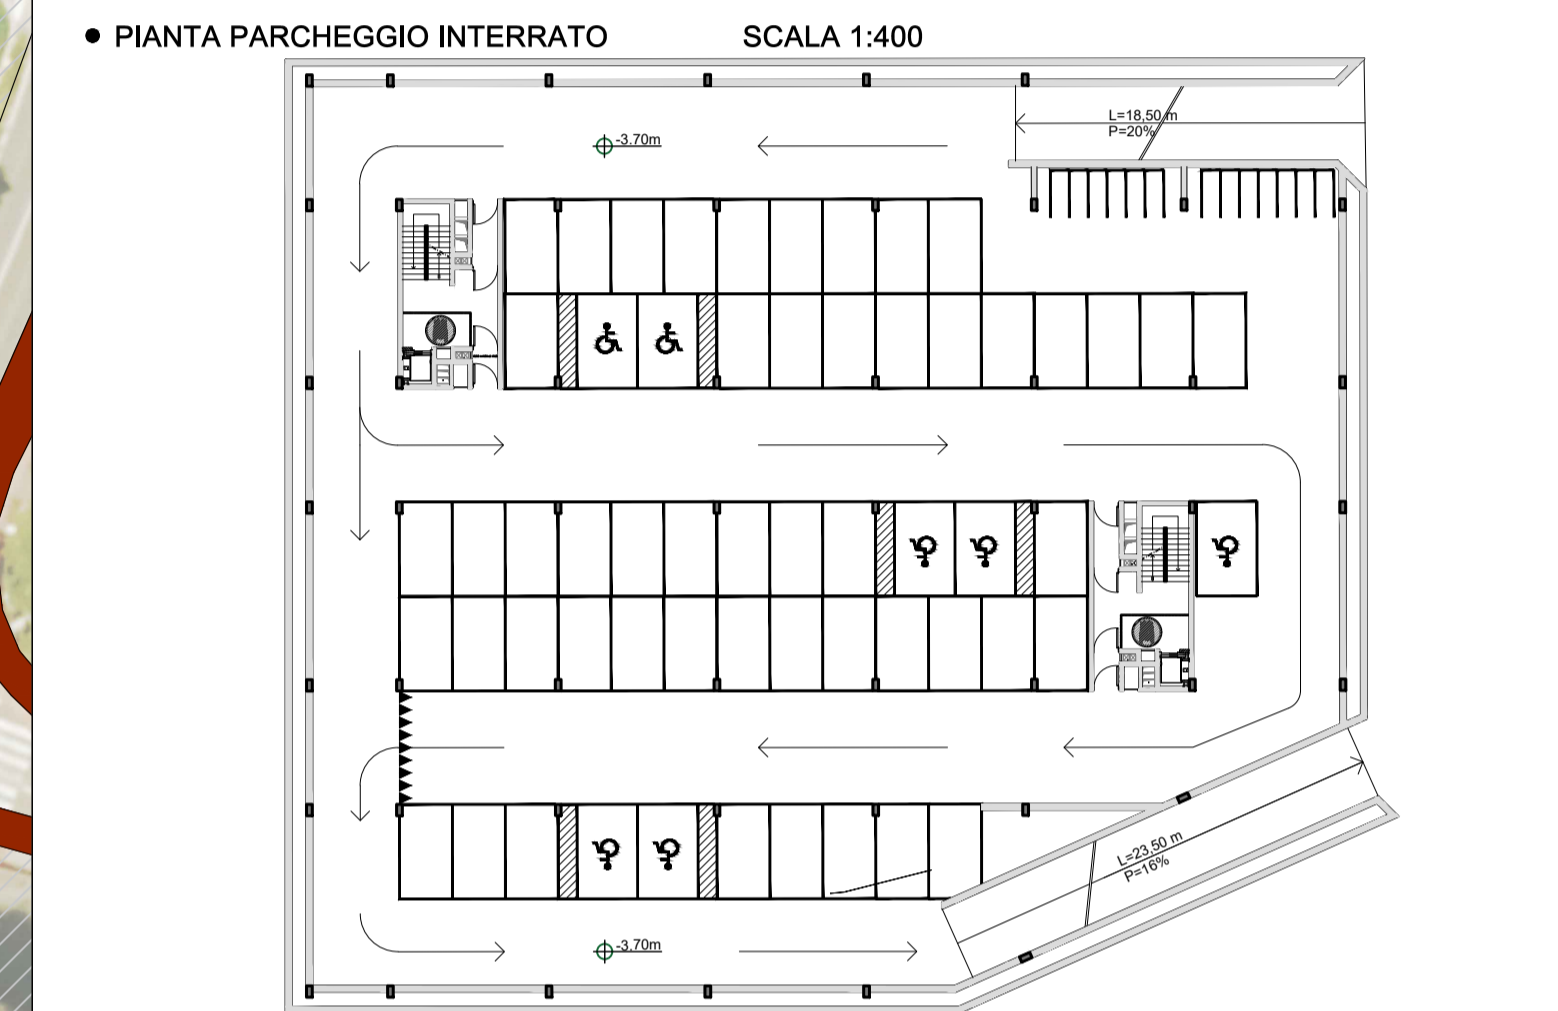 ● PIANTA PARCHEGGIO INTERRATO SCALA 1:400
L=18,50 m
P=20%
-3.70m
L=23,50 m
P=16%
-3.70m